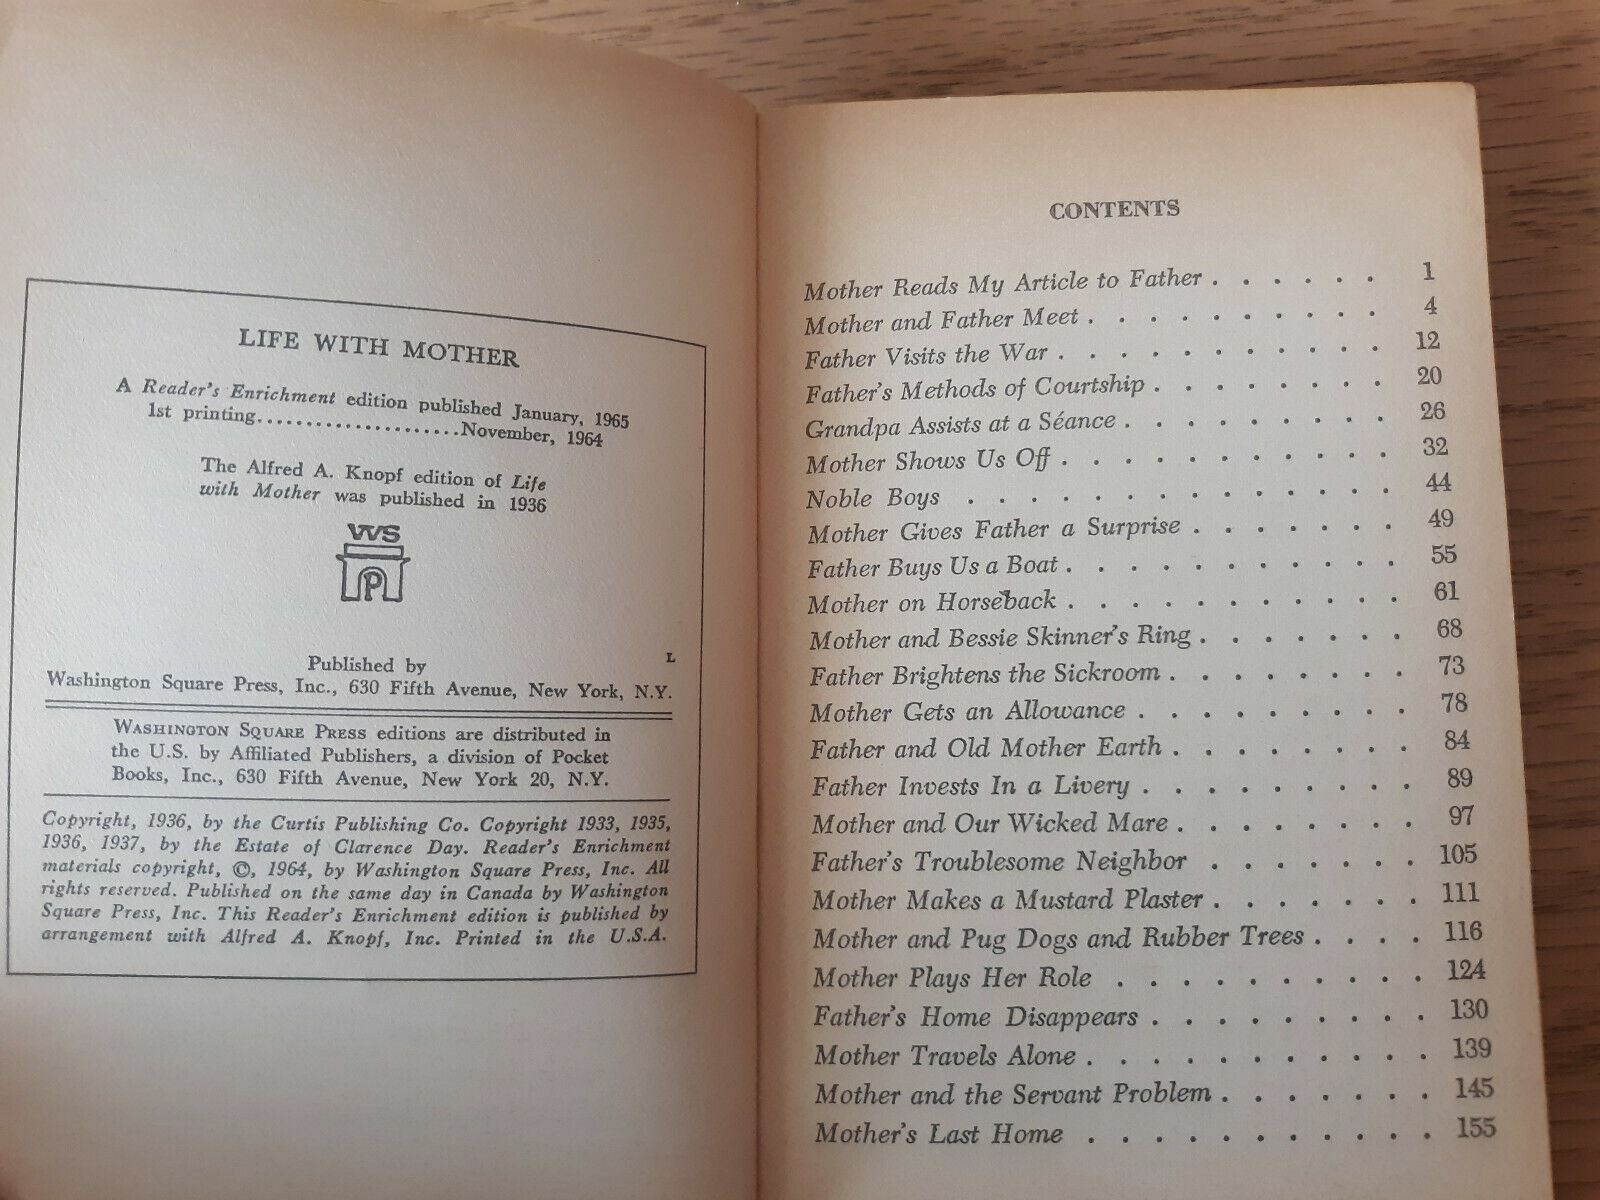 LIFE WITH MOTHER
A Reader's Enrichment edition published January, 1965
1st printing.....................November, 1964
The Alfred A. Knopf edition of Life
with Mother was published in 1936
WS
P
Published by
L
Washington Square Press, Inc., 630 Fifth Avenue, New York, N.Y.
WASHINGTON SQUARE PRESS editions are distributed in
the U.S. by Affiliated Publishers, a division of Pocket
Books, Inc., 630 Fifth Avenue, New York 20, N.Y.
Copyright, 1936, by the Curtis Publishing Co. Copyright 1933, 1935,
1936, 1937, by the Estate of Clarence Day. Reader's Enrichment
materials copyright, ©, 1964, by Washington Square Press, Inc. All
rights reserved. Published on the same day in Canada by Washington
Square Press, Inc. This Reader's Enrichment edition is published by
arrangement with Alfred A. Knopf, Inc. Printed in the U.S.A.
CONTENTS
Mother Reads My Article to Father . . . . . . 1
Mother and Father Meet . . . . . . . . . . 4
Father Visits the War . . . . . . . . . . . 12
Father's Methods of Courtship . . . . . . . . 20
Grandpa Assists at a Séance . . . . . . . . . 26
Mother Shows Us Off . . . . . . . . . . . 32
Noble Boys . . . . . . . . . . . . . . 44
Mother Gives Father a Surprise . . . . . . . 49
Father Buys Us a Boat . . . . . . . . . . . 55
Mother on Horseback . . . . . . . . . . . 61
Mother and Bessie Skinner's Ring . . . . . . . 68
Father Brightens the Sickroom . . . . . . . . 73
Mother Gets an Allowance . . . . . . . . . 78
Father and Old Mother Earth . . . . . . . . 84
Father Invests In a Livery . . . . . . . . . 89
Mother and Our Wicked Mare . . . . . . . . 97
Father's Troublesome Neighbor . . . . . . . 105
Mother Makes a Mustard Plaster . . . . . . . 111
Mother and Pug Dogs and Rubber Trees . . . . 116
Mother Plays Her Role . . . . . . . . . . 124
Father's Home Disappears . . . . . . . . . 130
Mother Travels Alone . . . . . . . . . . . 139
Mother and the Servant Problem . . . . . . . 145
Mother's Last Home . . . . . . . . . . . 155